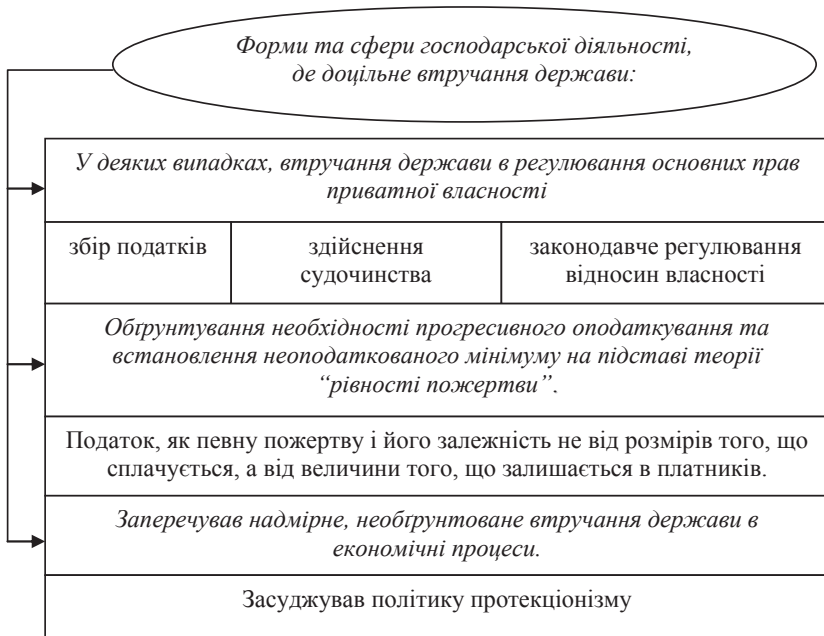 Форми та сфери господарської діяльності,
де доцільне втручання держави:
У деяких випадках, втручання держави в регулювання основних прав
приватної власності
збір податків
здійснення
судочинства
законодавче регулювання
відносин власності
Обґрунтування необхідності прогресивного оподаткування та
встановлення неоподаткованого мінімуму на підставі теорії
“рівності пожертви”.
Податок, як певну пожертву і його залежність не від розмірів того, що
сплачується, а від величини того, що залишається в платників.
Заперечував надмірне, необґрунтоване втручання держави в
економічні процеси.
Засуджував політику протекціонізму